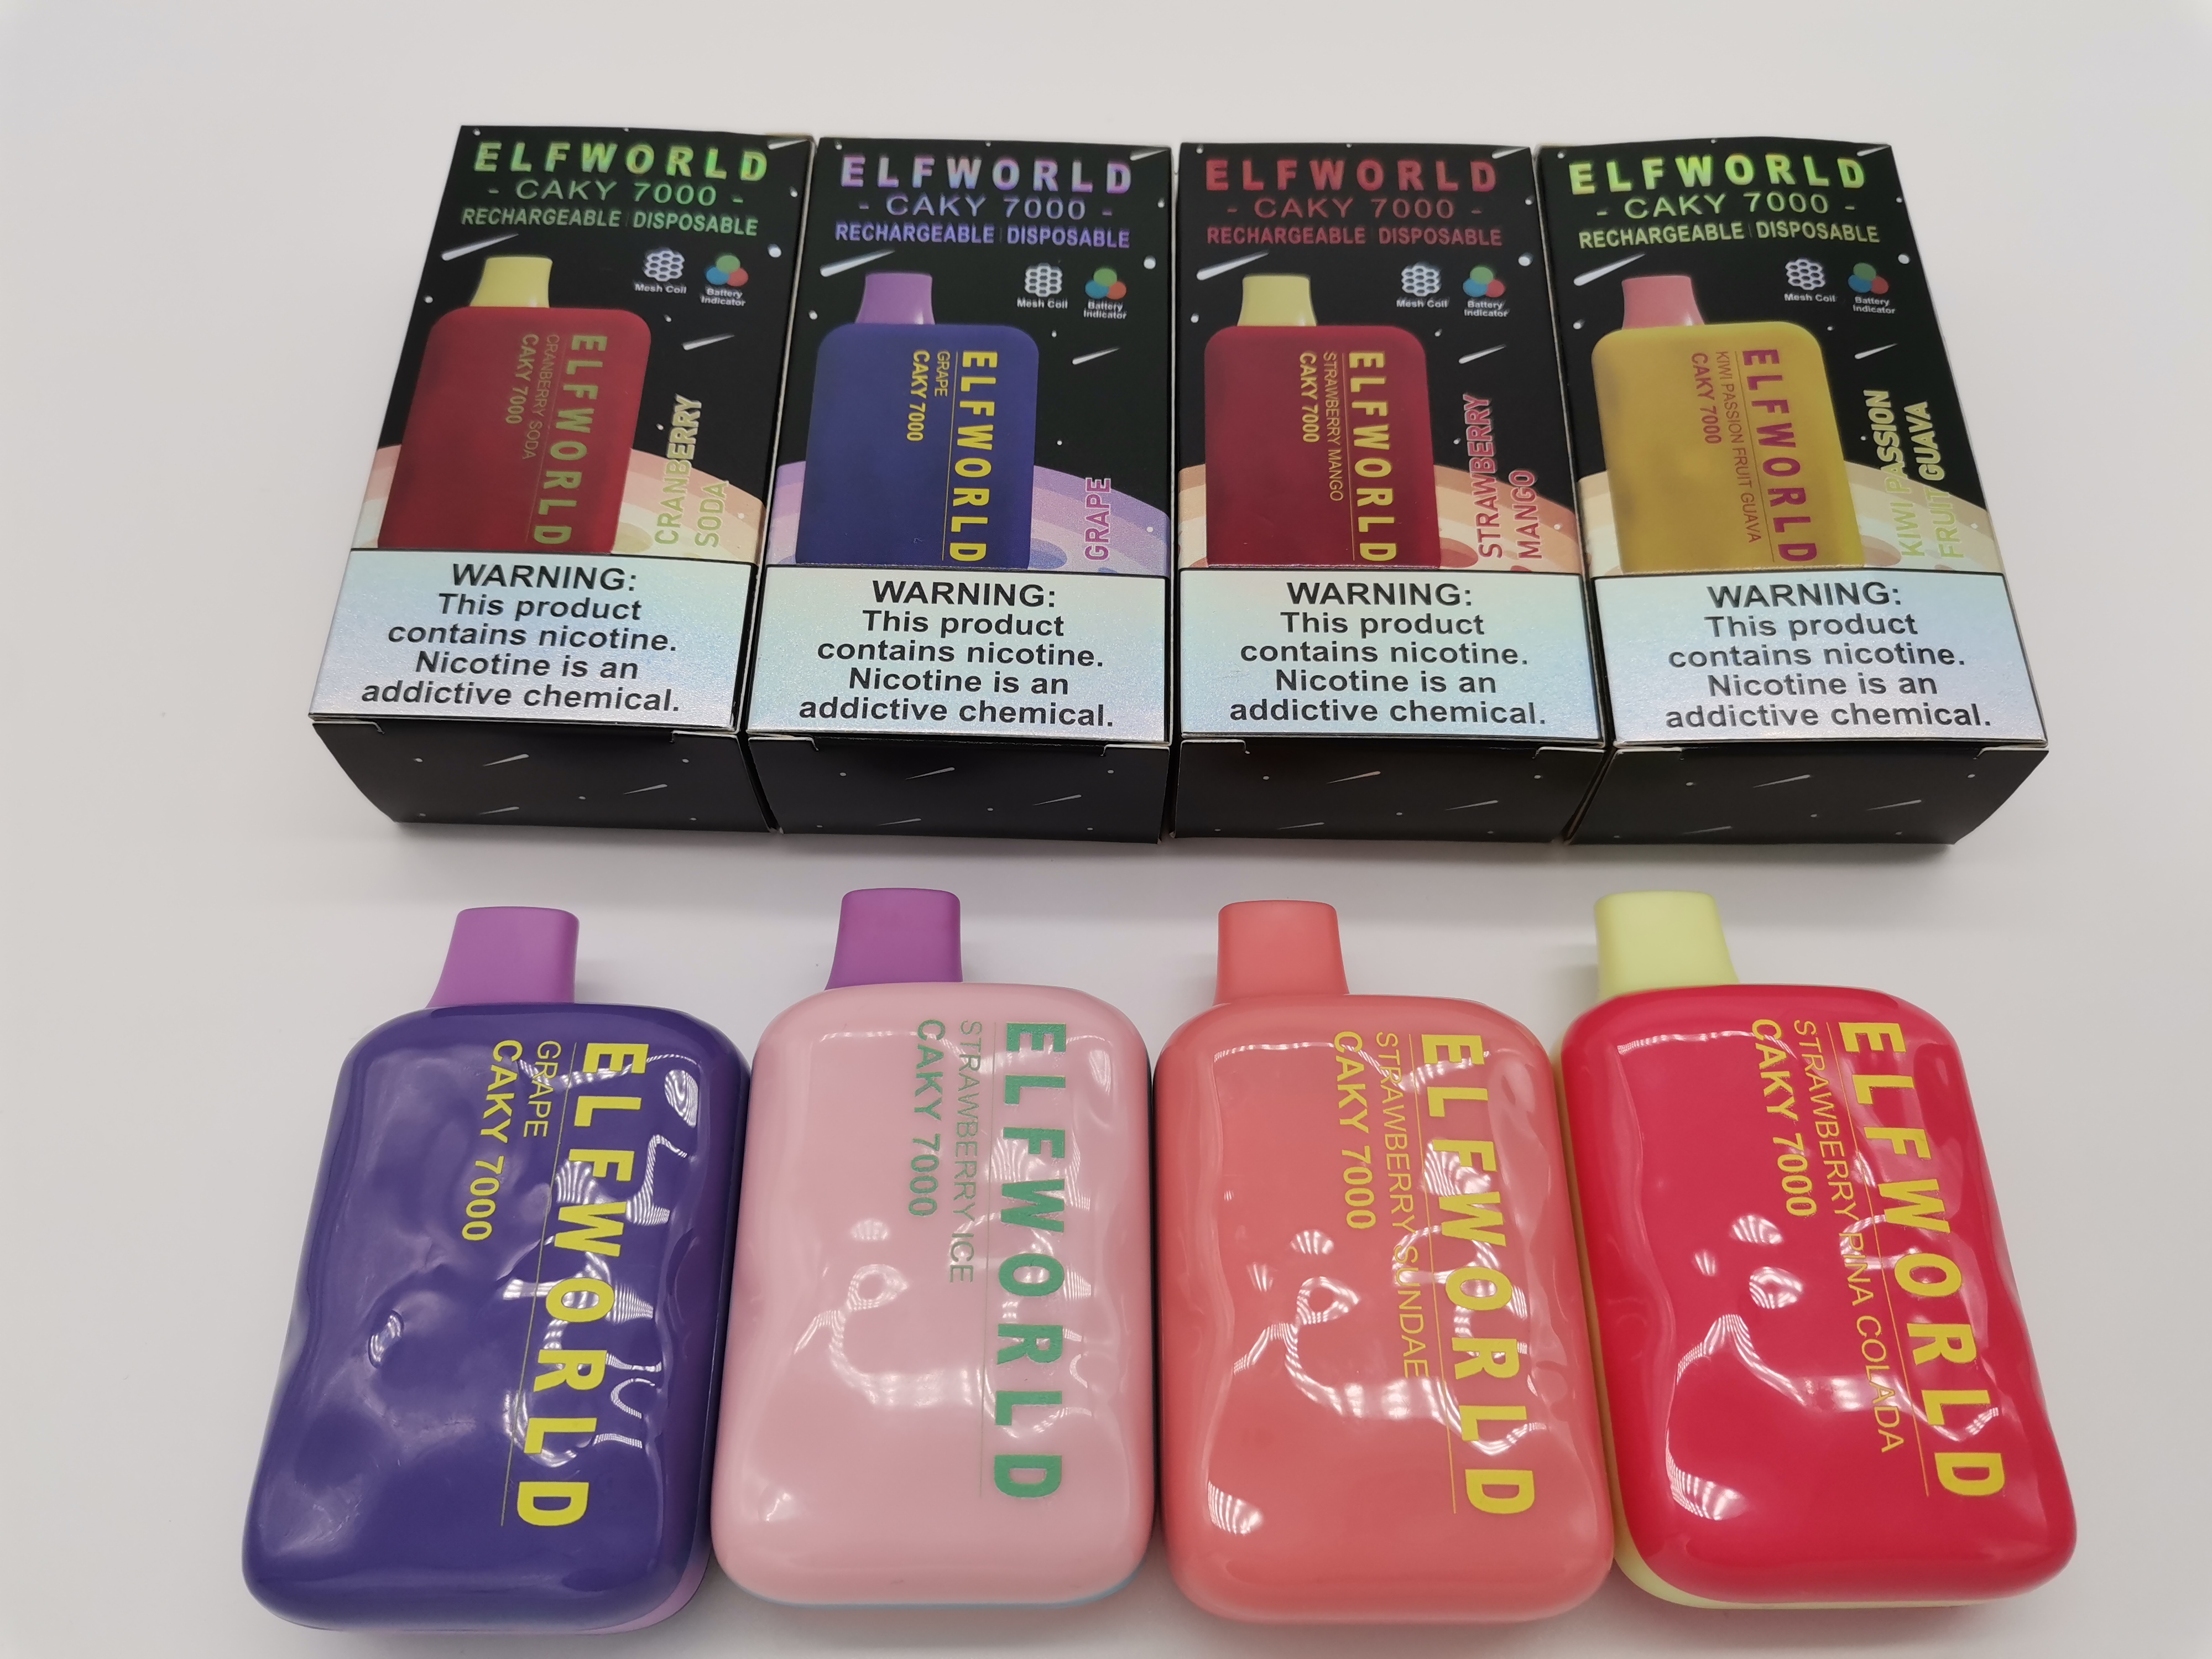 ELFWORLD
- CAKY 7000 -
RECHARGEABLE DISPOSABLE
Mesh Coil
Battery
Indicator
ELFWORLD
CRANBERRY SODA
CAKY 7000
CRANBERRY
SODA
WARNING:
This product
contains nicotine.
Nicotine is an
addictive chemical.
ELFWORLD
- CAKY 7000 -
RECHARGEABLE DISPOSABLE
Mesh Coil
Battery
Indicator
ELFWORLD
GRAPE
CAKY 7000
GRAPE
WARNING:
This product
contains nicotine.
Nicotine is an
addictive chemical.
ELFWORLD
- CAKY 7000 -
RECHARGEABLE DISPOSABLE
Mesh Coil
Battery
Indicator
ELFWORLD
STRAWBERRY MANGO
CAKY 7000
STRAWBERRY
MANGO
WARNING:
This product
contains nicotine.
Nicotine is an
addictive chemical.
ELFWORLD
- CAKY 7000 -
RECHARGEABLE DISPOSABLE
Mesh Coil
Battery
Indicator
ELFWORLD
KIWI PASSION FRUIT GUAVA
CAKY 7000
KIWI PASSION
FRUIT GUAVA
WARNING:
This product
contains nicotine.
Nicotine is an
addictive chemical.
ELFWORLD
GRAPE
CAKY 7000
ELFWORLD
STRAWBERRY ICE
CAKY 7000
ELFWORLD
STRAWBERRY SUNDAE
CAKY 7000
ELFWORLD
STRAWBERRY RINA COLADA
CAKY 7000